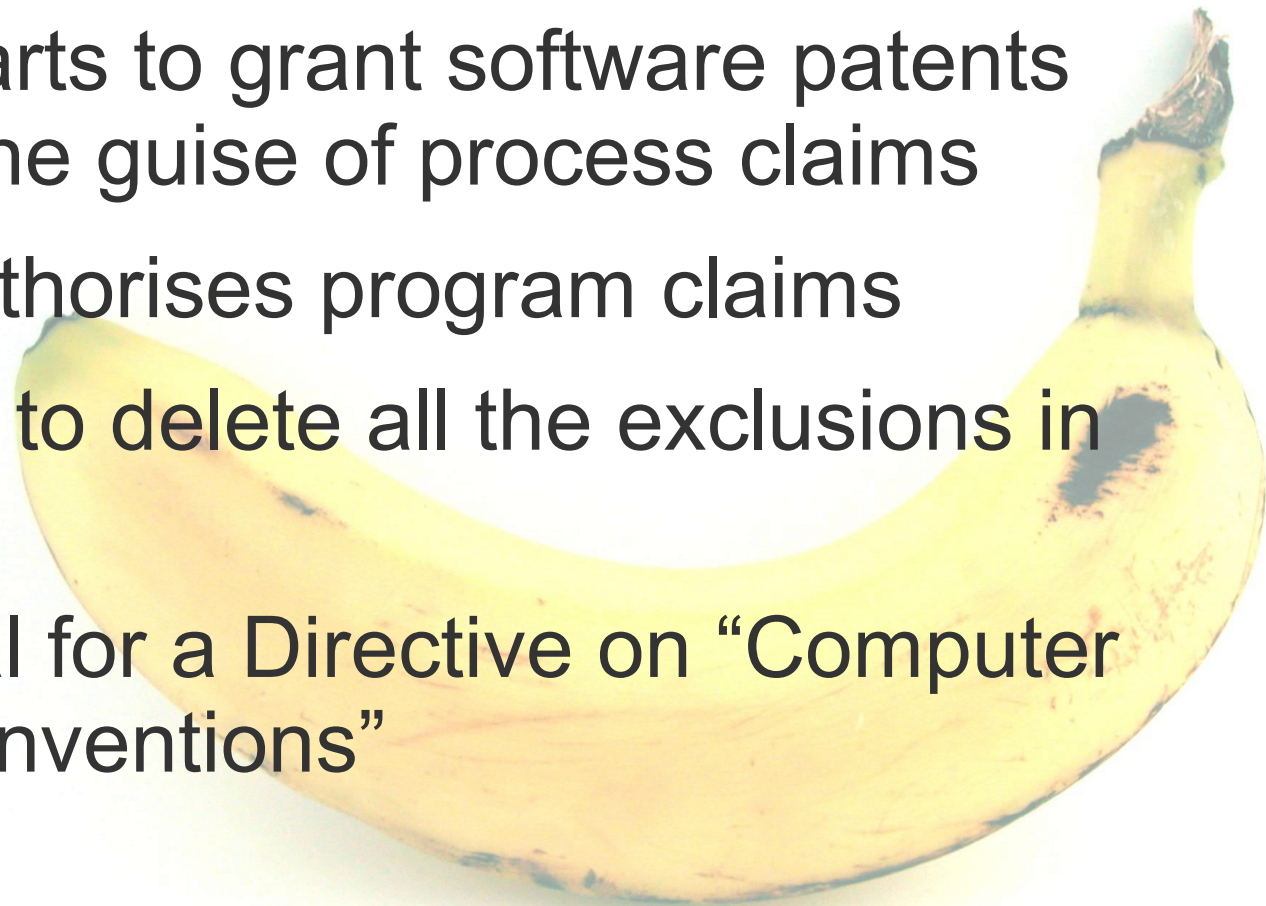 arts to grant software patents
ne guise of process claims
thorises program claims
to delete all the exclusions in
l for a Directive on “Computer
nventions”